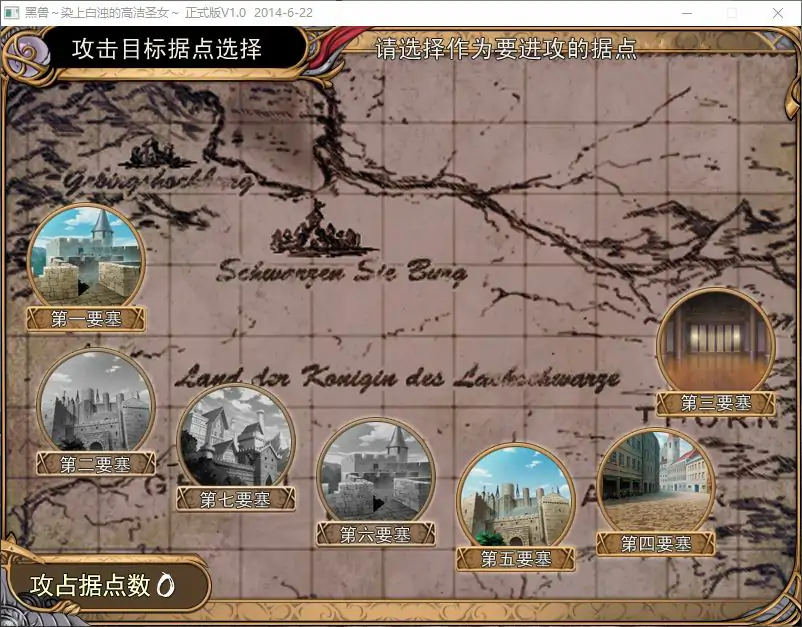 黑兽～染上白浊的高洁圣女～ 正式版V1.0 2014-6-22
攻击目标据点选择
请选择作为要进攻的据点
Gebirgshochburg
Schwarzen Sie Burg
第一要塞
Land der Konigin des Lachschwarze
第三要塞
第二要塞
第七要塞
第六要塞
第四要塞
第五要塞
攻占据点数 0